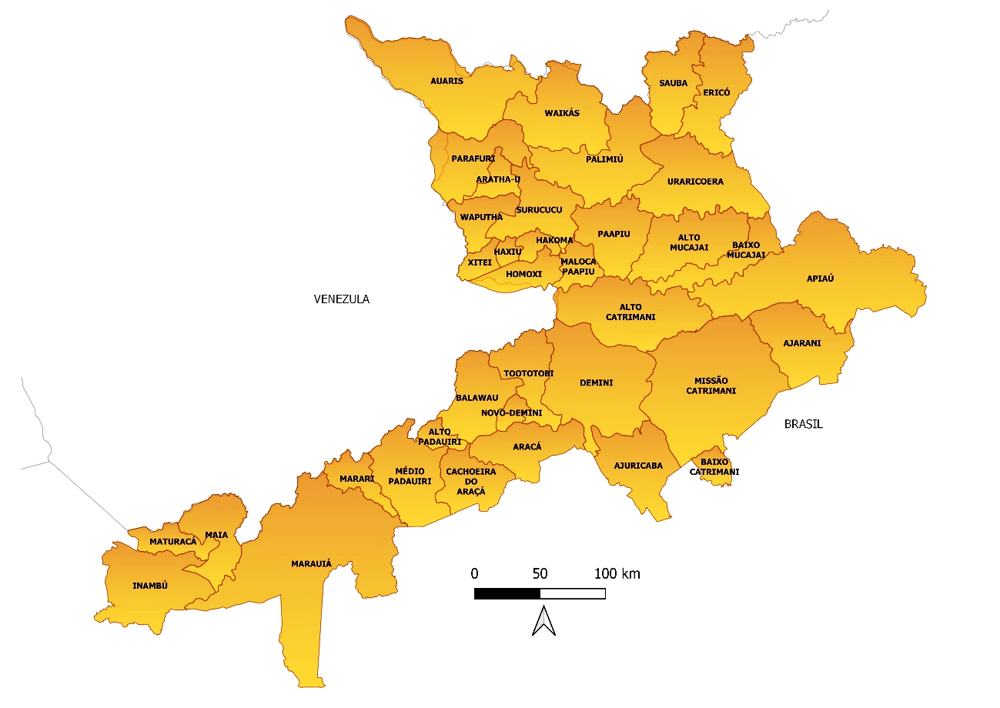 AUARIS
SAUBA
ERICÓ
WAIKÁS
PARAFURI
PALIMIÚ
ARATHA-U
URARICOERA
SURUCUCU
WAPUTHA
PAAPIU
ALTO
MUCAJAI
BAIXO
MUCAJAI
HAKOMA
HAXIU
XITEI
MALOCA
PAAPIU
HOMOXI
APIAÚ
VENEZULA
ALTO
CATRIMANI
AJARANI
TOOTOTOBI
DEMINI
MISSÃO
CATRIMANI
BALAWAU
NOVO-DEMINI
BRASIL
ALTO
PADAUIRI
ARACÁ
AJURICABA
BAIXO
CATRIMANI
MARARI
MÉDIO
PADAUIRI
CACHOEIRA
DO
ARAÇÁ
MAIA
MATURACÁ
MARAUIÁ
INAMBÚ
0 50 100 km